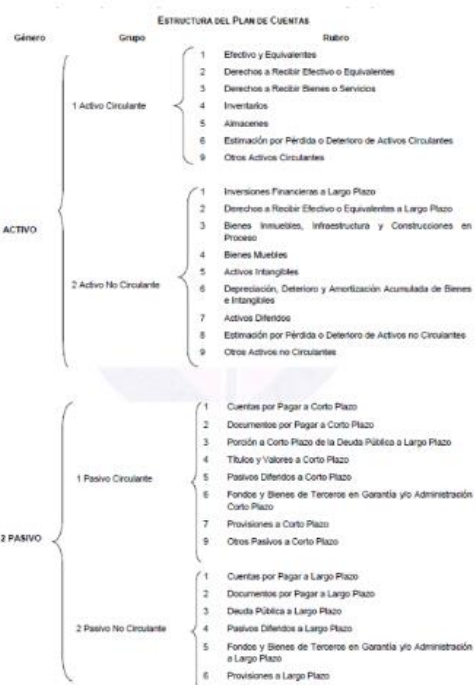 ESTRUCTURA DEL PLAN DE CUENTAS
Género Grupo Rubro
ACTIVO
1 Activo Circulante
1 Efectivo y Equivalentes
2 Derechos a Recibir Efectivo o Equivalentes
3 Derechos a Recibir Bienes o Servicios
4 Inventarios
5 Almacenes
6 Estimación por Pérdida o Deterioro de Activos Circulantes
9 Otros Activos Circulantes
2 Activo No Circulante
1 Inversiones Financieras a Largo Plazo
2 Derechos a Recibir Efectivo o Equivalentes a Largo Plazo
3 Bienes Inmuebles, Infraestructura y Construcciones en
Proceso
4 Bienes Muebles
5 Activos Intangibles
6 Depreciación, Deterioro y Amortización Acumulada de Bienes
e Intangibles
7 Activos Diferidos
8 Estimación por Pérdida o Deterioro de Activos no Circulantes
9 Otros Activos no Circulantes
2 PASIVO
1 Pasivo Circulante
1 Cuentas por Pagar a Corto Plazo
2 Documentos por Pagar a Corto Plazo
3 Porción a Corto Plazo de la Deuda Pública a Largo Plazo
4 Títulos y Valores a Corto Plazo
5 Pasivos Diferidos a Corto Plazo
6 Fondos y Bienes de Terceros en Garantía y/o Administración
Corto Plazo
7 Provisiones a Corto Plazo
9 Otros Pasivos a Corto Plazo
2 Pasivo No Circulante
1 Cuentas por Pagar a Largo Plazo
2 Documentos por Pagar a Largo Plazo
3 Deuda Pública a Largo Plazo
4 Pasivos Diferidos a Largo Plazo
5 Fondos y Bienes de Terceros en Garantía y/o Administración
a Largo Plazo
6 Provisiones a Largo Plazo